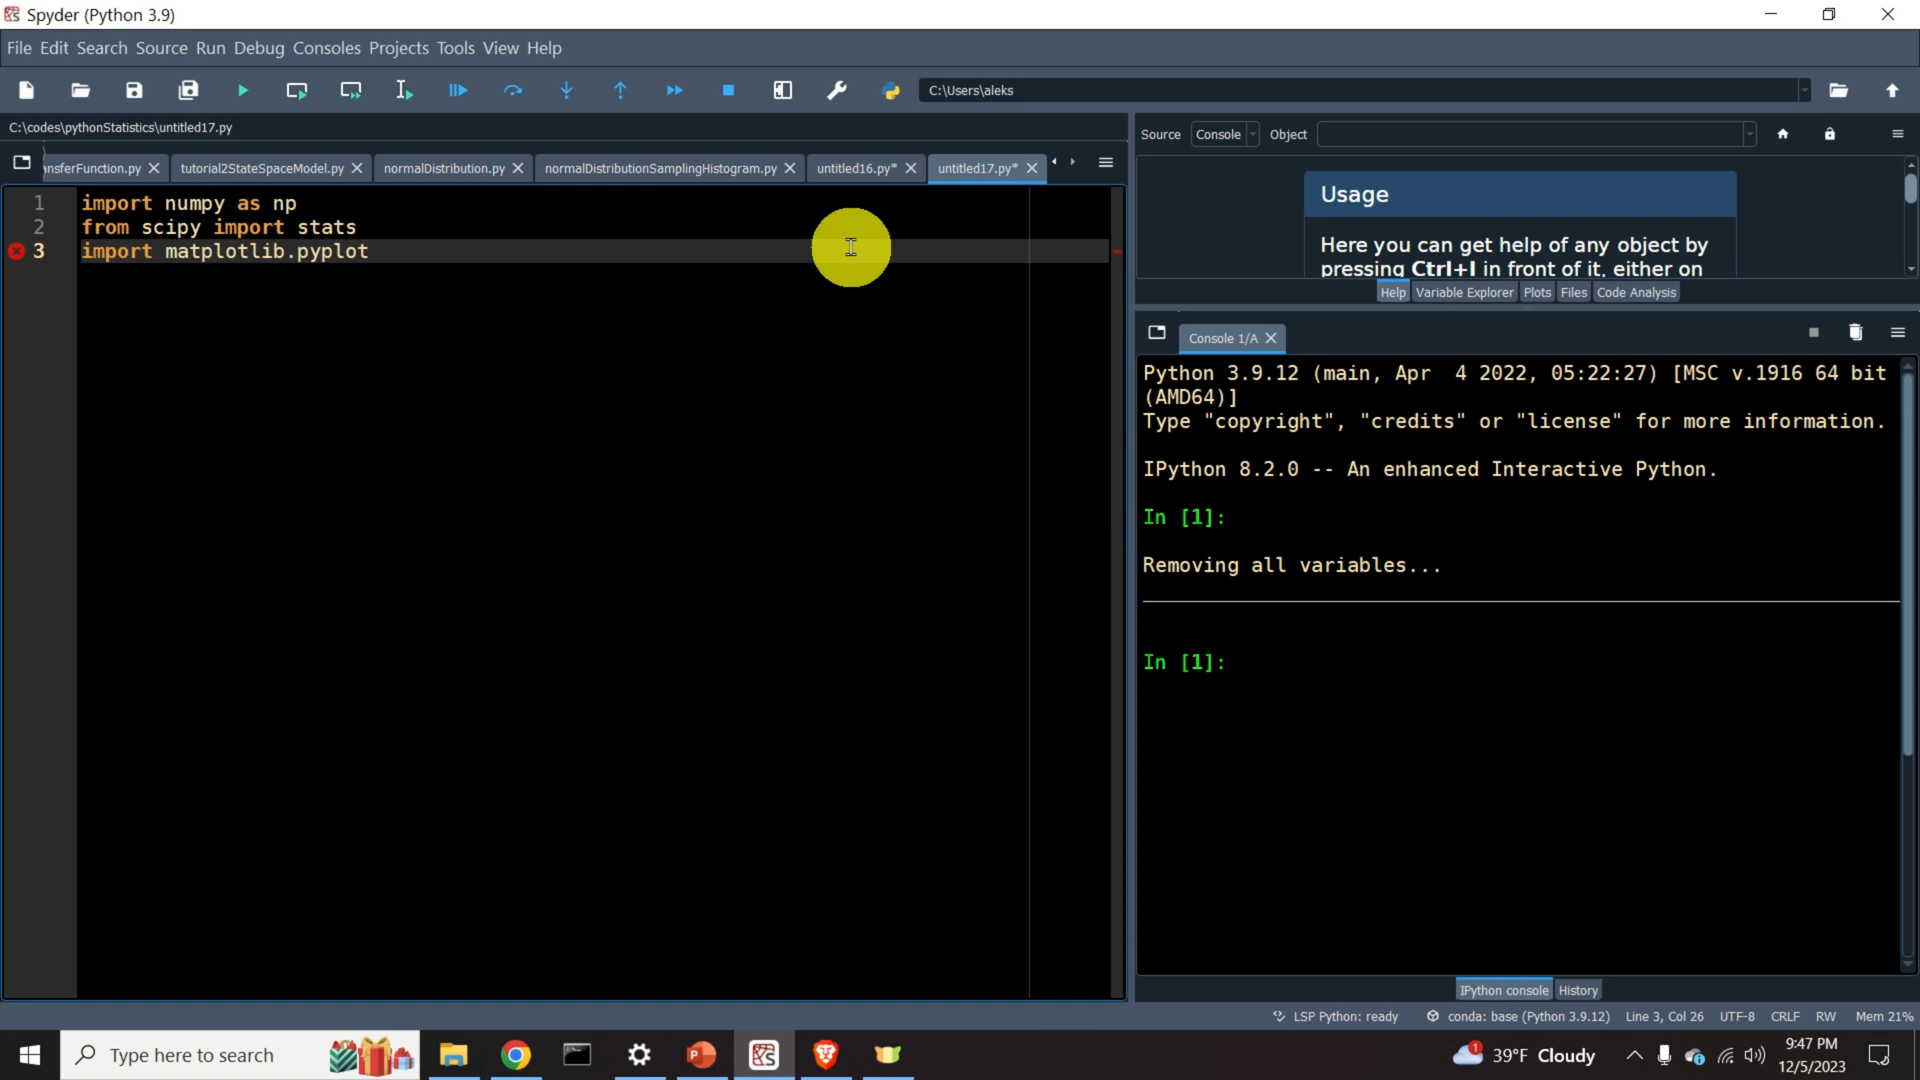 Spyder (Python 3.9)
File Edit Search Source Run Debug Consoles Projects Tools View Help
C:\Users\aleks
C:\codes\pythonStatistics\untitled17.py
nsferFunction.py
tutorial2StateSpaceModel.py
normalDistribution.py
normalDistributionSamplingHistogram.py
untitled16.py*
untitled17.py*
1 import numpy as np
2 from scipy import stats
3 import matplotlib.pyplot
Source Console Object
Usage
Here you can get help of any object by
pressing Ctrl+I in front of it, either on
Help Variable Explorer Plots Files Code Analysis
Console 1/A
Python 3.9.12 (main, Apr  4 2022, 05:22:27) [MSC v.1916 64 bit
(AMD64)]
Type "copyright", "credits" or "license" for more information.
IPython 8.2.0 -- An enhanced Interactive Python.
In [1]:
Removing all variables...
In [1]:
IPython console History
LSP Python: ready conda: base (Python 3.9.12) Line 3, Col 26 UTF-8 CRLF RW Mem 21%
Type here to search
1
39°F Cloudy
9:47 PM
12/5/2023